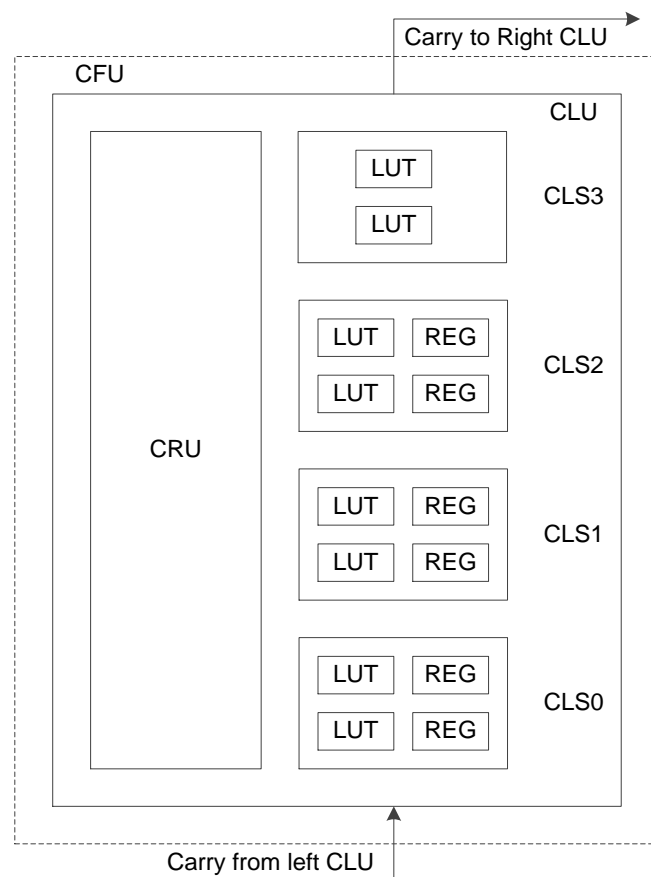 Carry to Right CLU
CFU
CLU
LUT
LUT
CLS3
LUT REG
LUT REG
CLS2
CRU
LUT REG
LUT REG
CLS1
LUT REG
LUT REG
CLS0
Carry from left CLU